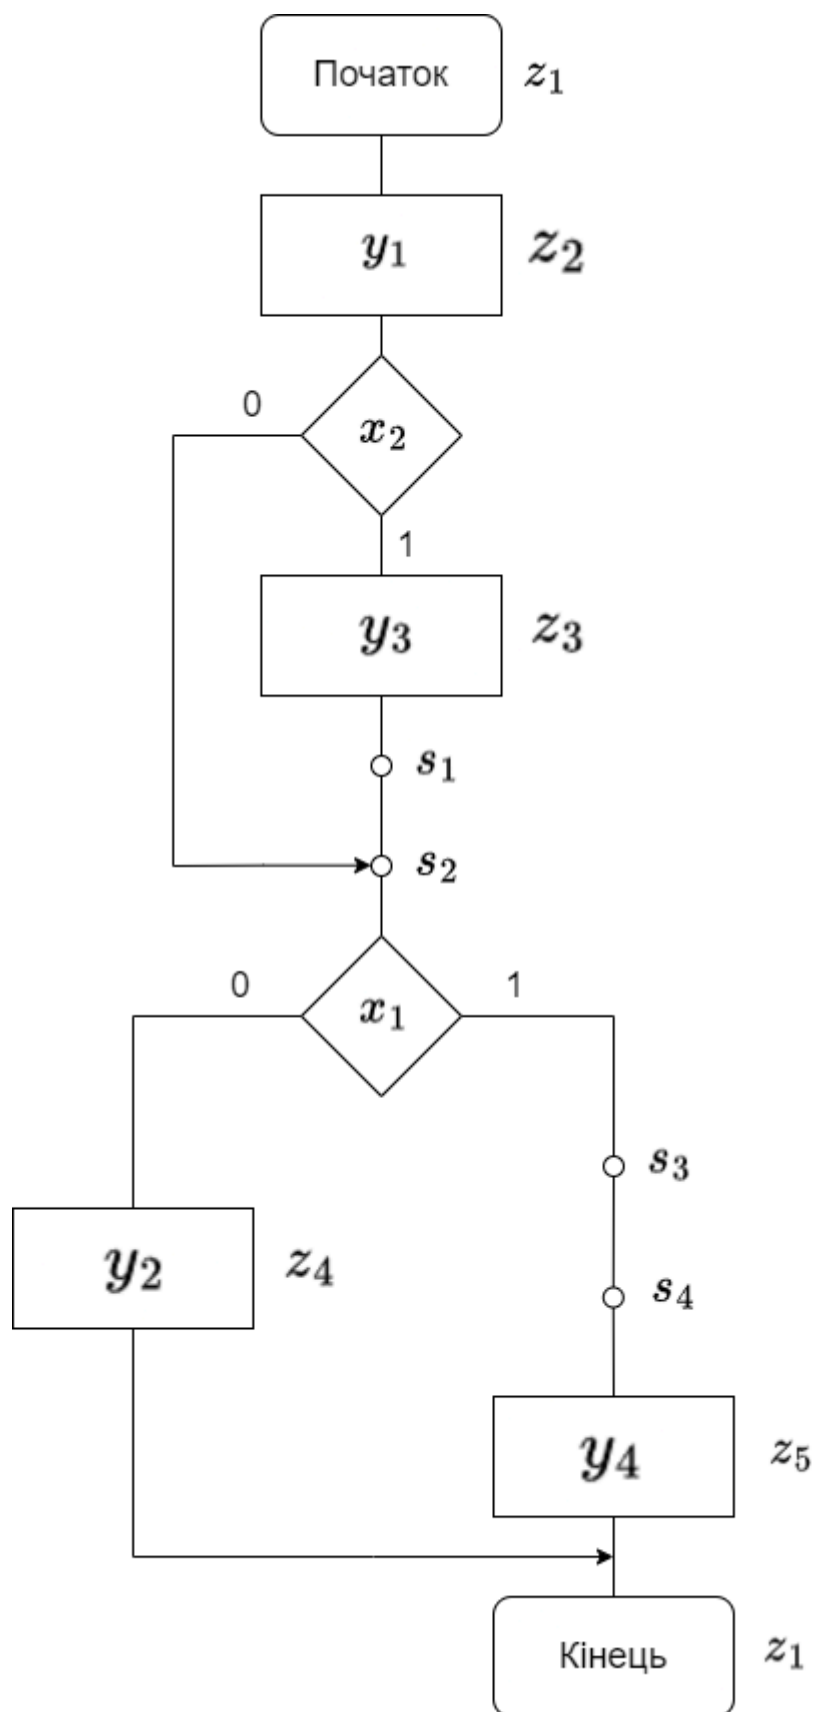 Початок z₁
y₁ z₂
0
x₂
1
y₃ z₃
s₁
s₂
0 1
x₁
s₃
y₂ z₄
s₄
y₄ z₅
Кінець z₁